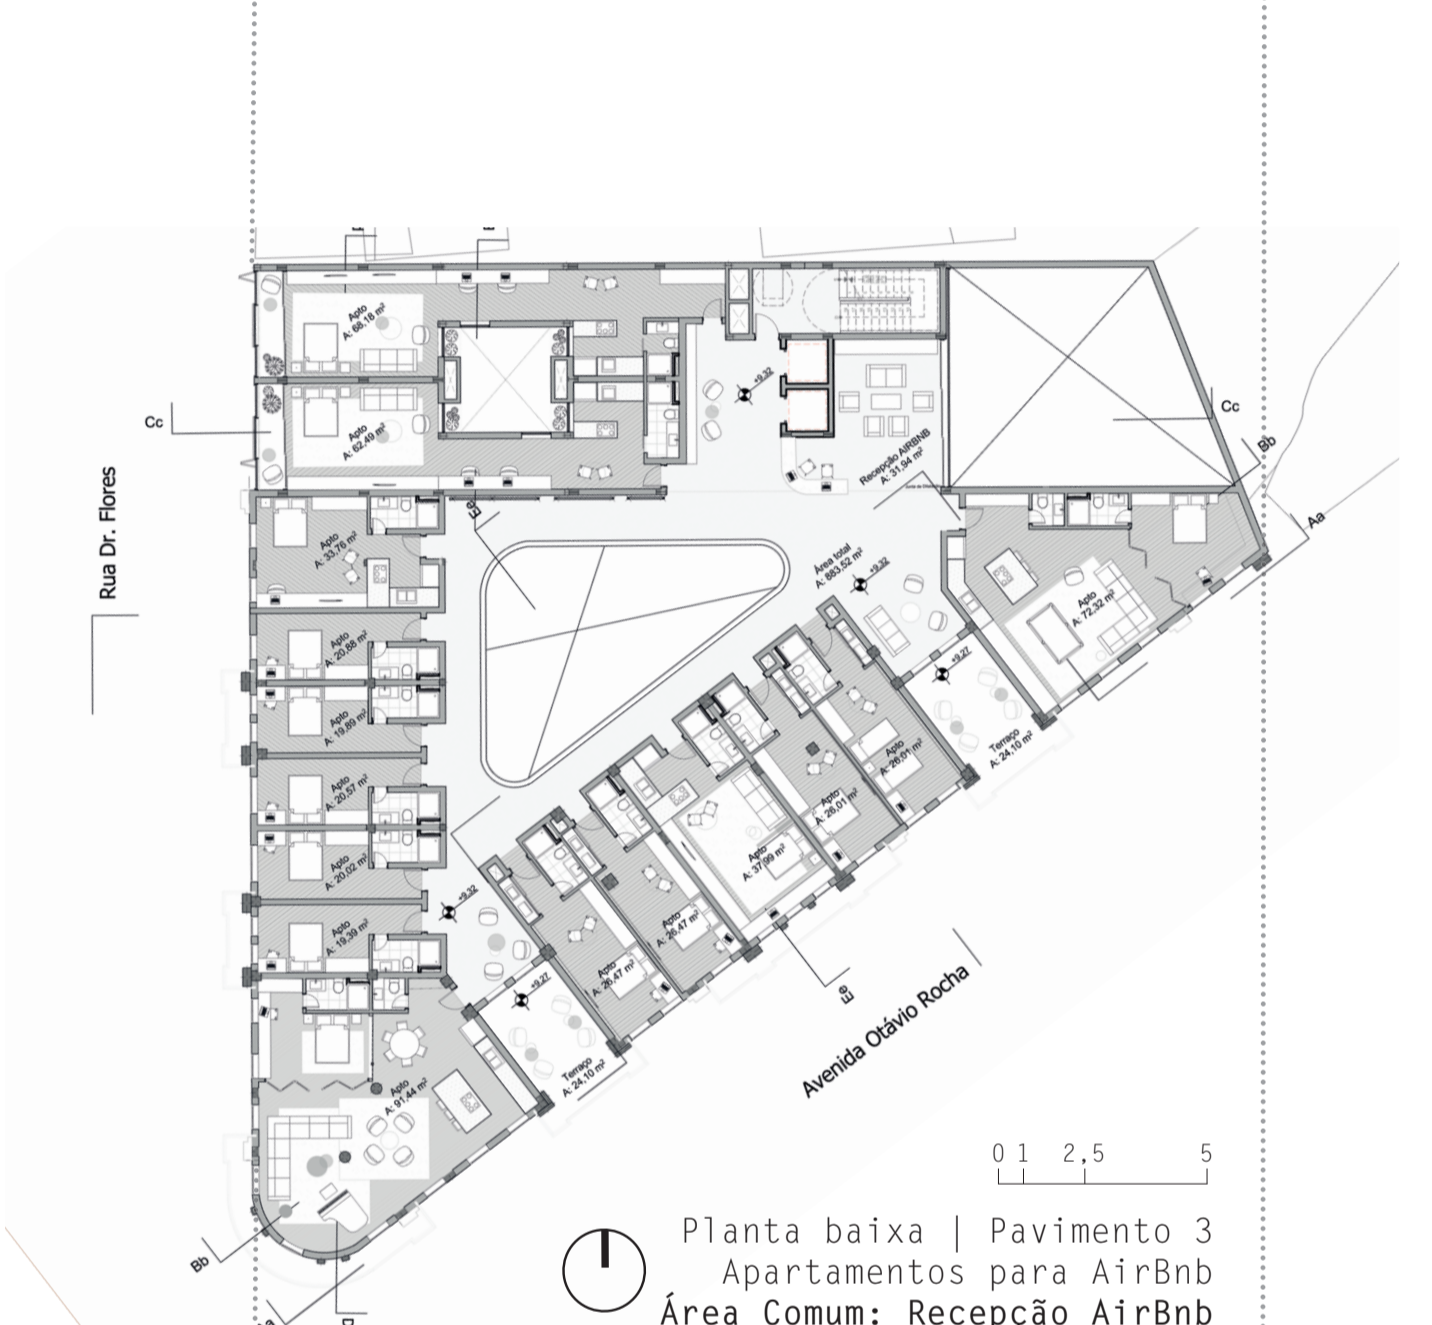 Apto
A: 68,18 m²
+9,32
Cc
Cc
Apto
A: 62,49 m²
Recepção AIRBNB
A: 31,94 m²
Bb
Rua Dr. Flores
Ee
Aa
Apto
A: 33,76 m²
Área total
A: 883,52 m²
+9,32
Apto
A: 72,32 m²
Apto
A: 20,88 m²
+9,27
Apto
A: 19,89 m²
Terraço
A: 24,10 m²
Apto
A: 26,01 m²
Apto
A: 20,57 m²
Apto
A: 26,01 m²
Apto
A: 20,02 m²
Apto
A: 37,99 m²
+9,32
Apto
A: 19,39 m²
Apto
A: 26,47 m²
Apto
A: 26,47 m²
+9,27
Ee
Avenida Otávio Rocha
Terraço
A: 24,10 m²
Apto
A: 91,44 m²
0 1 2,5 5
Bb
Planta baixa | Pavimento 3
Apartamentos para AirBnb
Área Comum: Recepção AirBnb